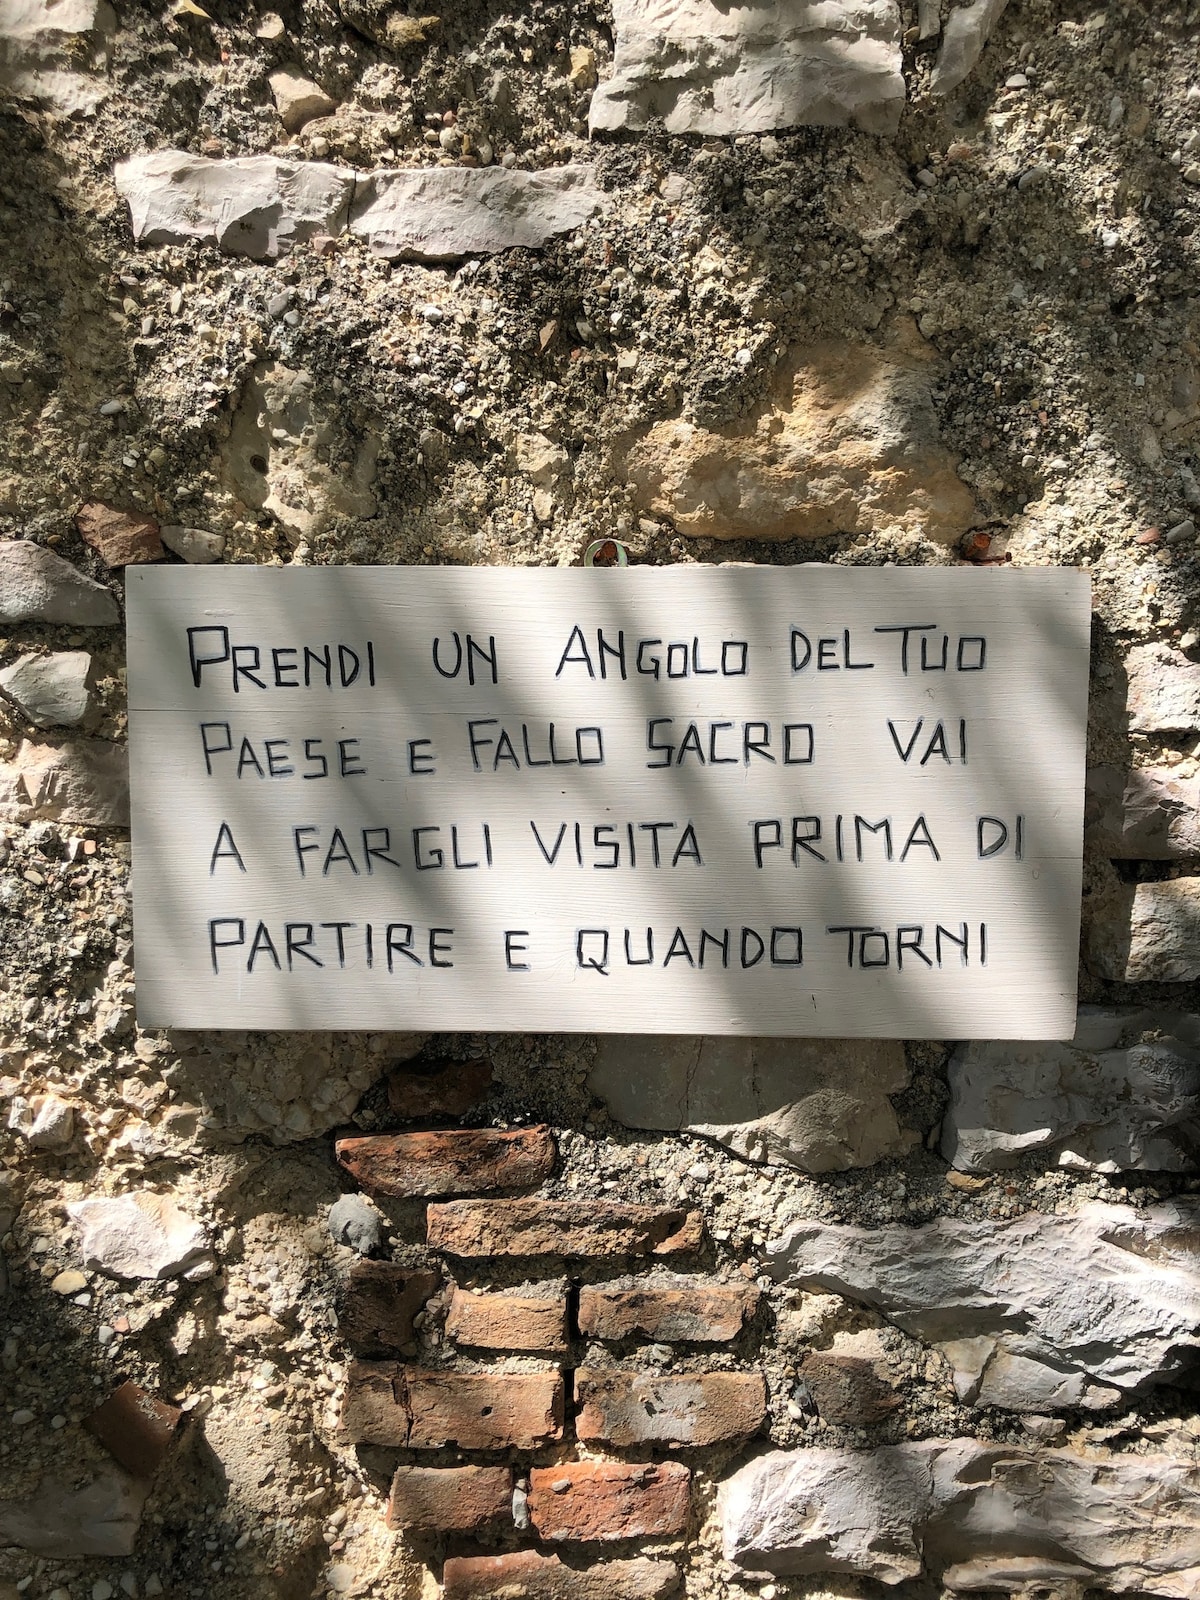 PRENDI UN ANGOLO DEL TUO
PAESE E FALLO SACRO VAI
A FARGLI VISITA PRIMA DI
PARTIRE E QUANDO TORNI